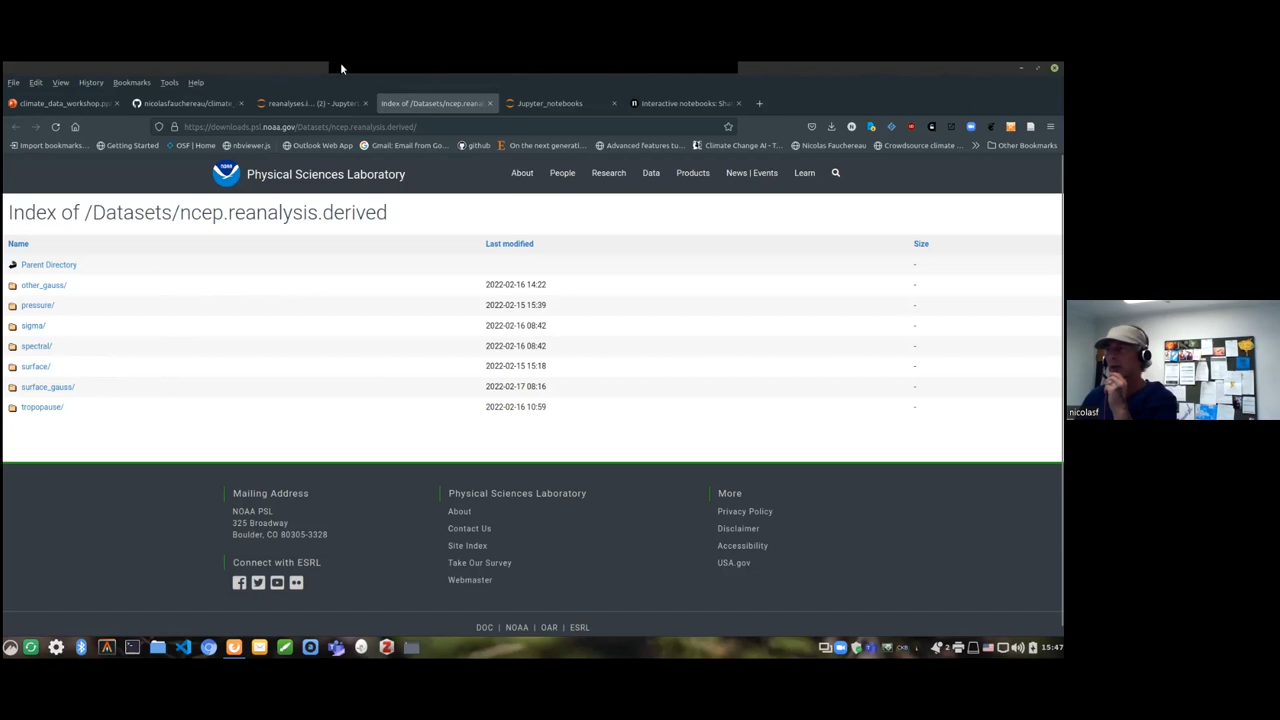 File Edit View History Bookmarks Tools Help
climate_data_workshop.pp nicolasfauchereau/climate_ reanalyses.i... (2) - Jupyter Index of /Datasets/ncep.reana Jupyter_notebooks Interactive notebooks: Sha
https://downloads.psl.noaa.gov/Datasets/ncep.reanalysis.derived/
Import bookmarks... Getting Started OSF | Home nbviewer.js Outlook Web App Gmail: Email from Go... github On the next generati... Advanced features tu... Climate Change AI - T... Nicolas Fauchereau Crowdsource climate... Other Bookmarks
NOAA
Physical Sciences Laboratory About People Research Data Products News | Events Learn
Index of /Datasets/ncep.reanalysis.derived
Name Last modified Size
Parent Directory -
other_gauss/ 2022-02-16 14:22 -
pressure/ 2022-02-15 15:39 -
sigma/ 2022-02-16 08:42 -
spectral/ 2022-02-16 08:42 -
surface/ 2022-02-15 15:18 -
surface_gauss/ 2022-02-17 08:16 -
tropopause/ 2022-02-16 10:59 -
nicolasf
Mailing Address
NOAA PSL
325 Broadway
Boulder, CO 80305-3328
Connect with ESRL
Physical Sciences Laboratory
About
Contact Us
Site Index
Take Our Survey
Webmaster
More
Privacy Policy
Disclaimer
Accessibility
USA.gov
DOC | NOAA | OAR | ESRL
2 15:47